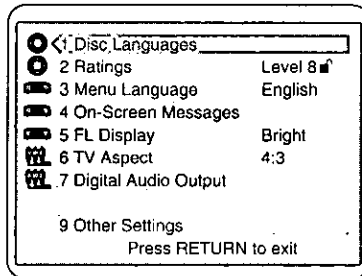 1 Disc Languages
2 Ratings Level 8
3 Menu Language English
4 On-Screen Messages
5 FL Display Bright
6 TV Aspect 4:3
7 Digital Audio Output
9 Other Settings
Press RETURN to exit